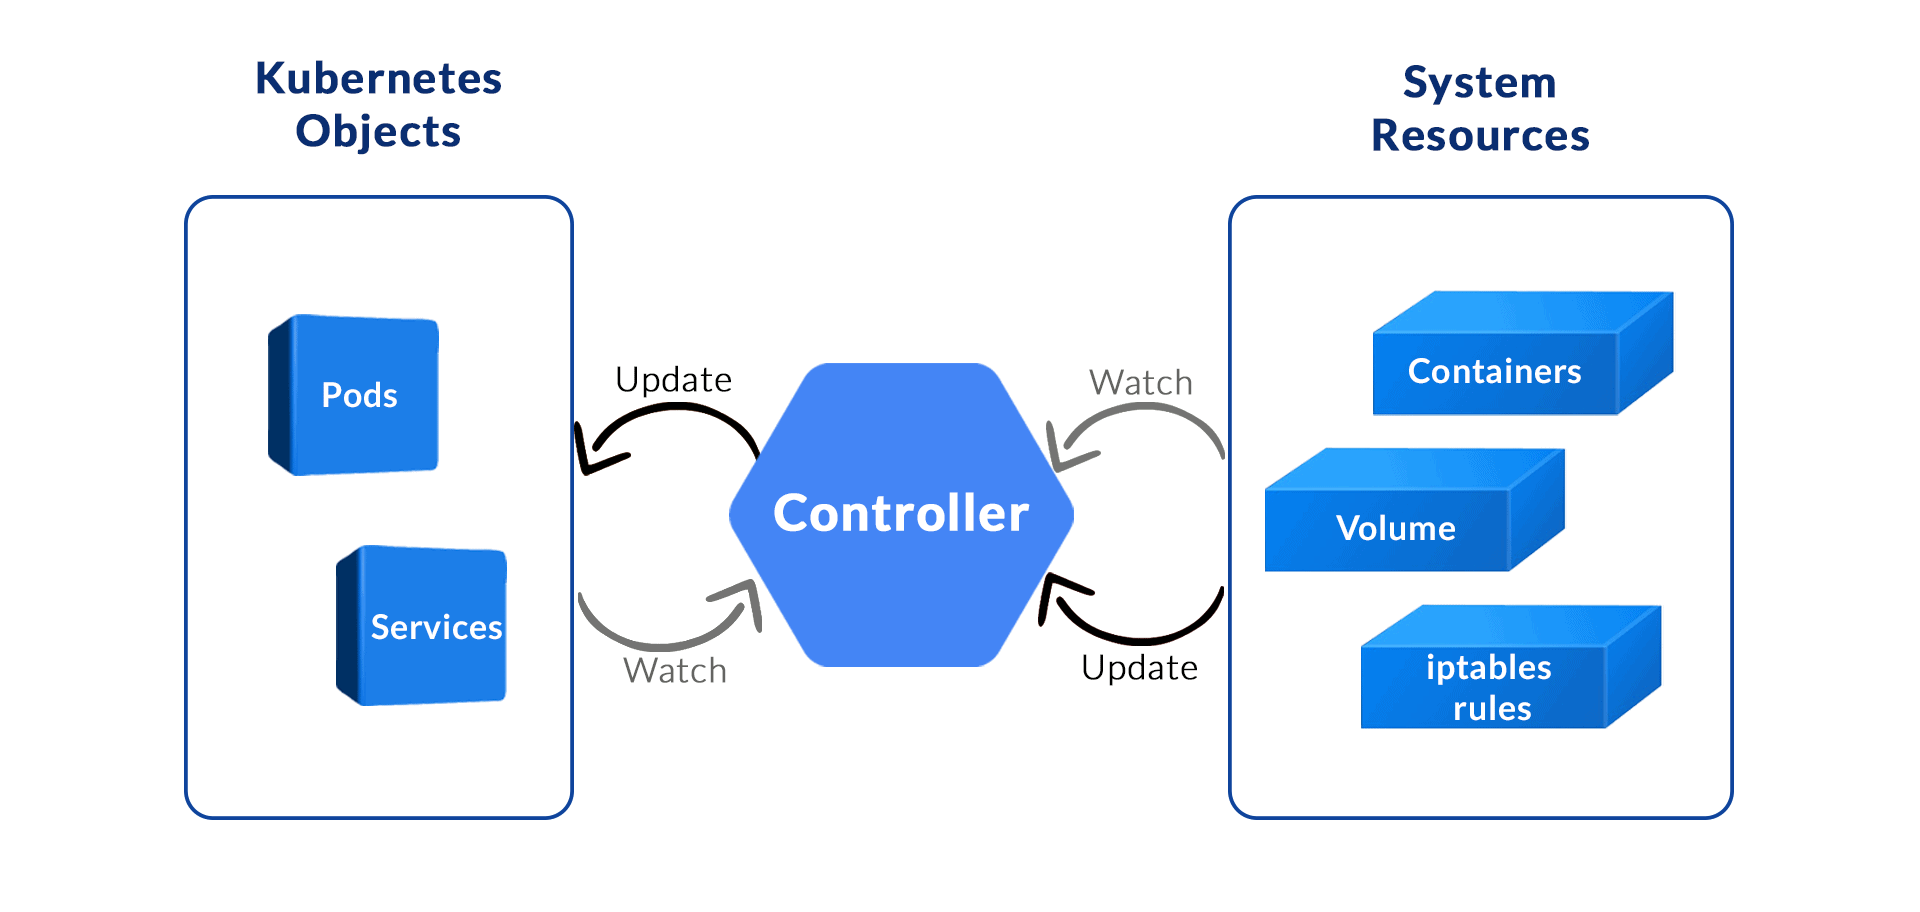 Kubernetes
Objects
Pods
Services
Update
Watch
Controller
Watch
Update
System
Resources
Containers
Volume
iptables
rules